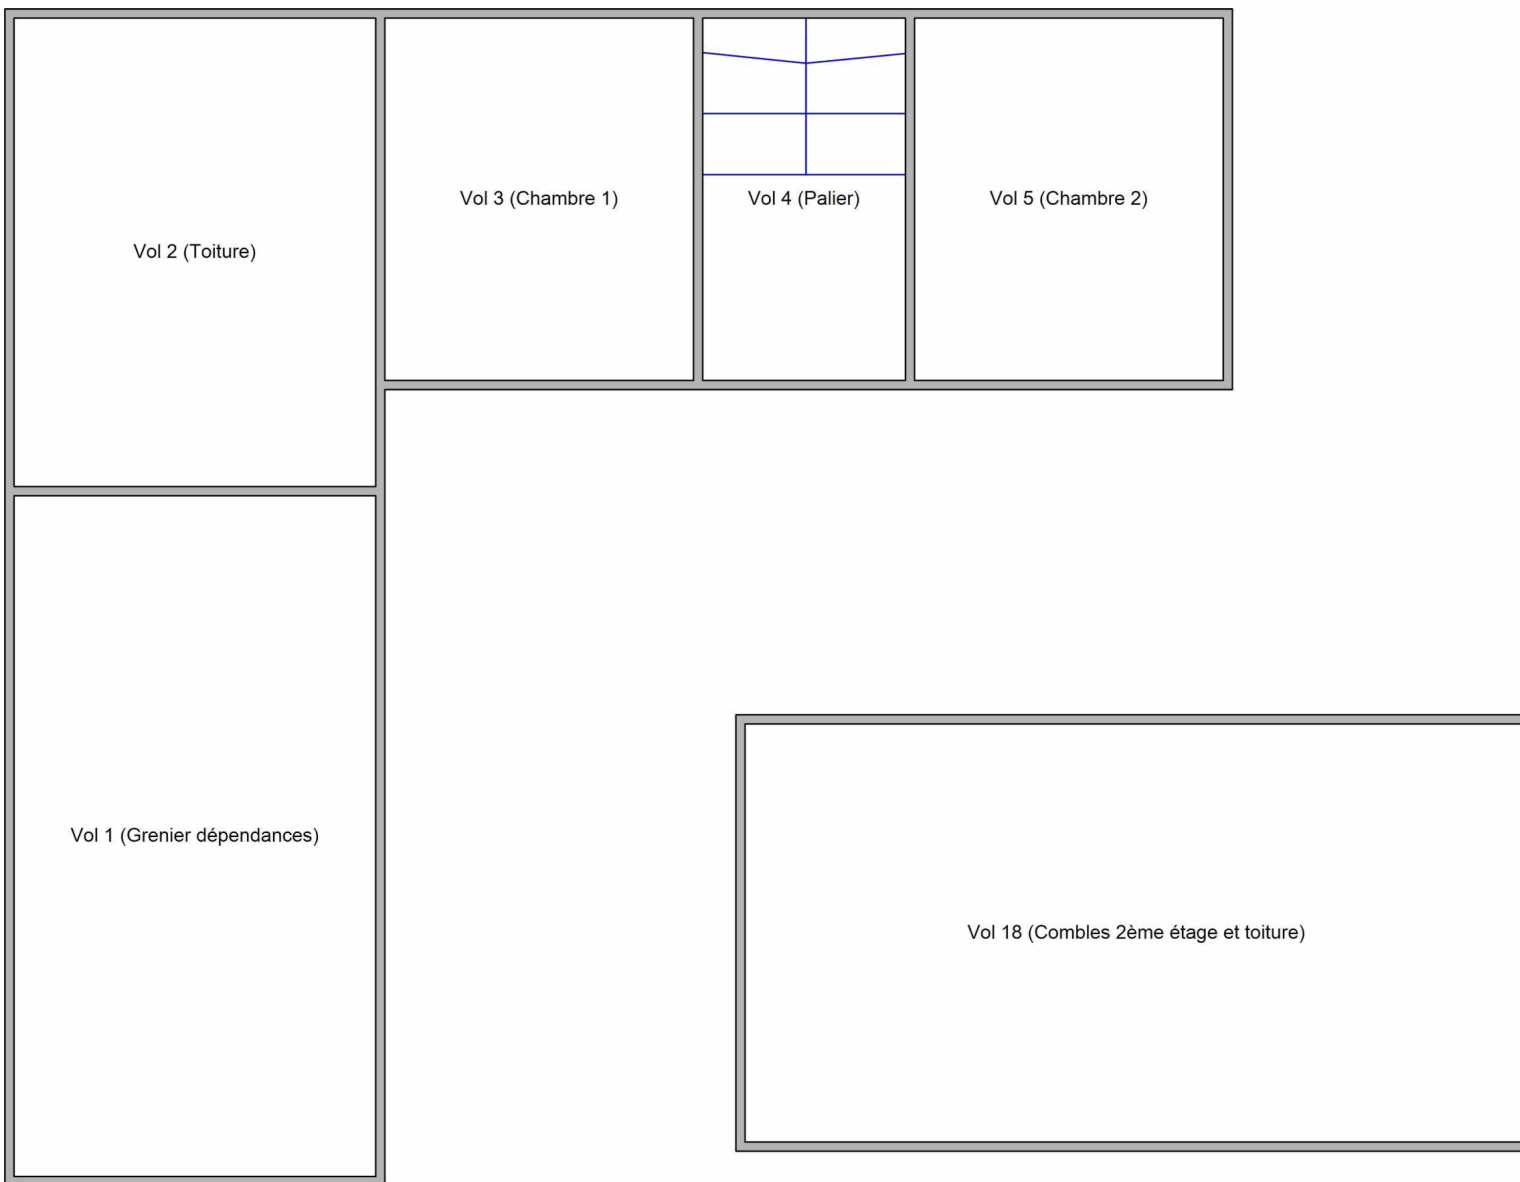 Vol 3 (Chambre 1)
Vol 4 (Palier)
Vol 5 (Chambre 2)
Vol 2 (Toiture)
Vol 1 (Grenier dépendances)
Vol 18 (Combles 2ème étage et toiture)